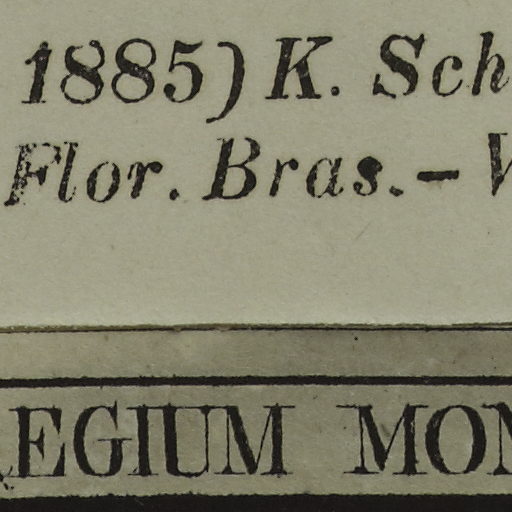 1885) K. Sch
Flor. Bras. –
EGIUM MON